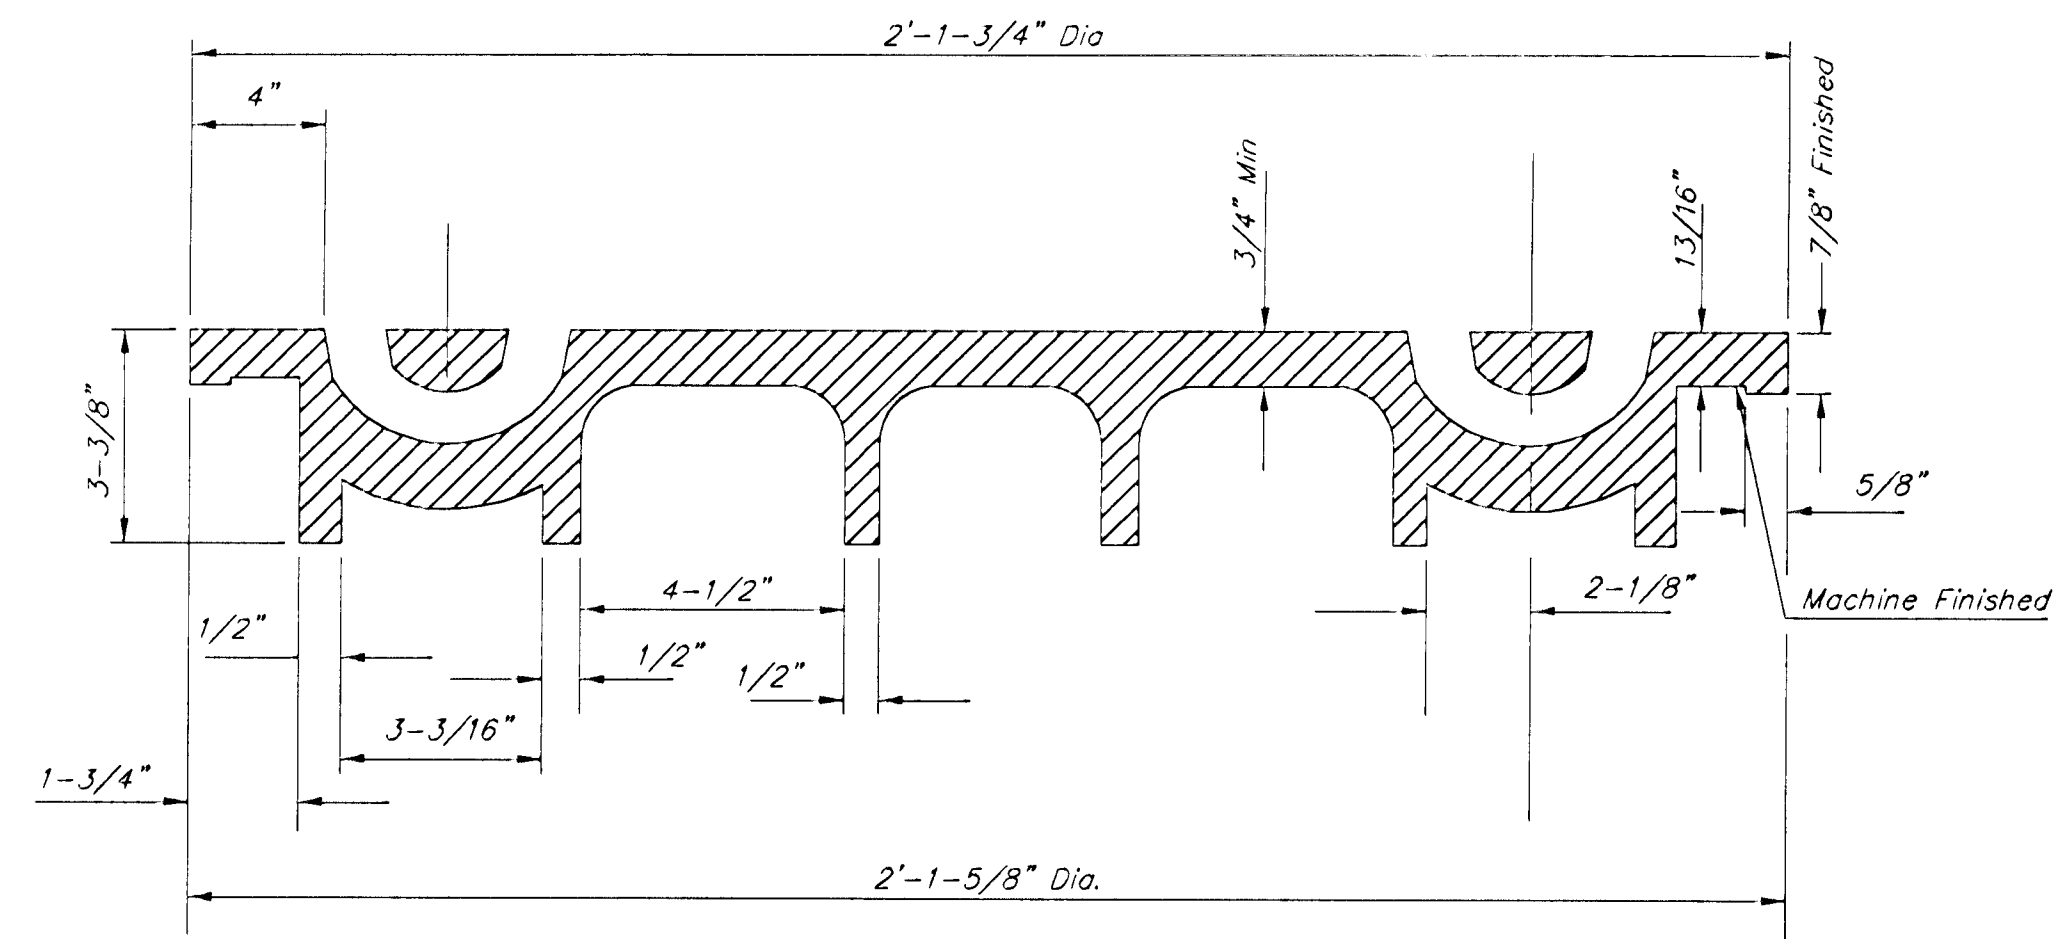 2'-1-3/4" Dia
4"
7/8" Finished
3/4" Min
13/16"
3-3/8"
5/8"
4-1/2"
2-1/8"
Machine Finished
1/2"
1/2"
1/2"
3-3/16"
1-3/4"
2'-1-5/8" Dia.